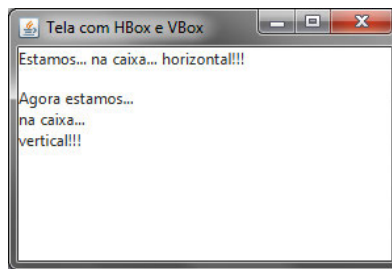 Tela com HBox e VBox
Estamos... na caixa... horizontal!!!
Agora estamos...
na caixa...
vertical!!!